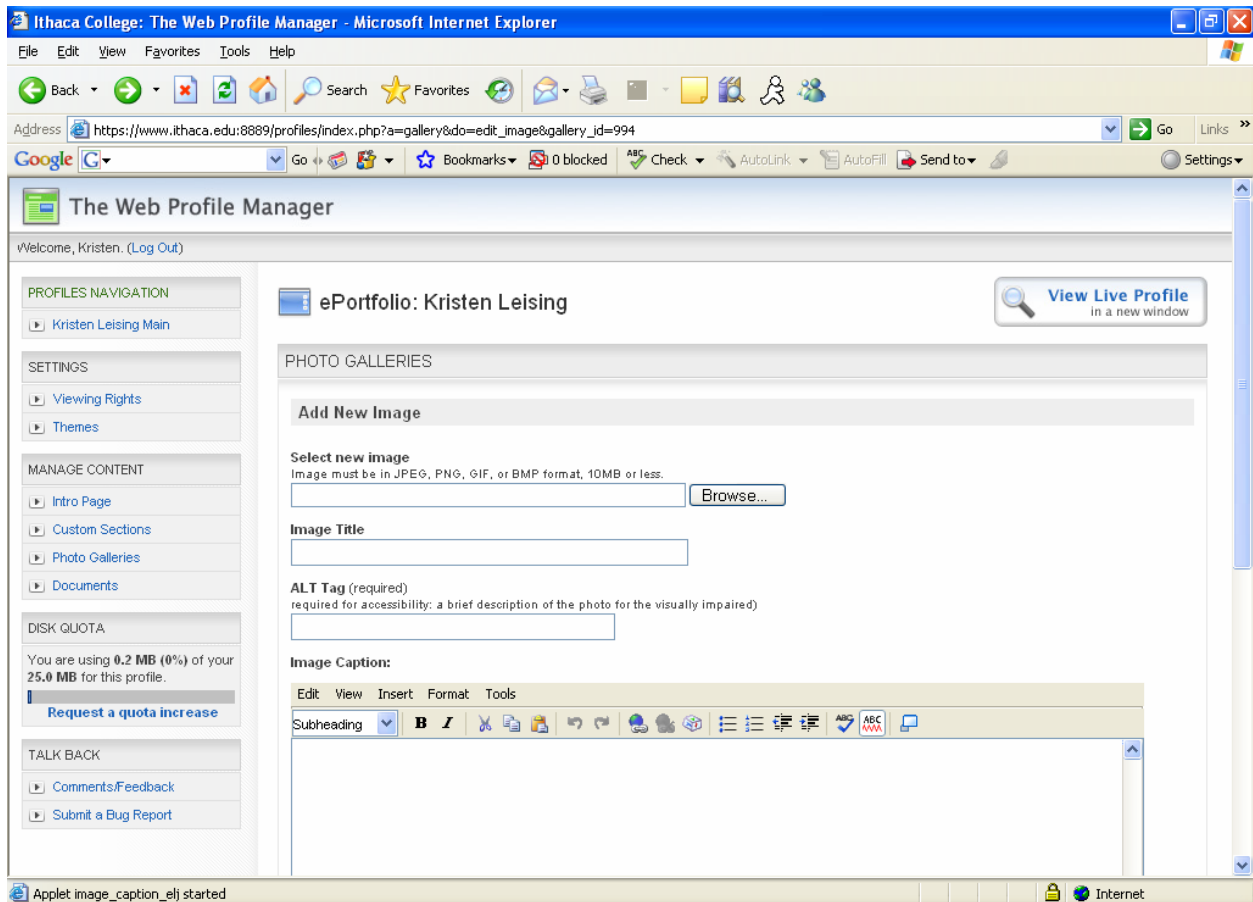 Ithaca College: The Web Profile Manager - Microsoft Internet Explorer
File Edit View Favorites Tools Help
Back Search Favorites
Address https://www.ithaca.edu:8889/profiles/index.php?a=gallery&do=edit_image&gallery_id=994 Go Links »
Google G Go Bookmarks 0 blocked ABC Check AutoLink AutoFill Send to Settings
The Web Profile Manager
Welcome, Kristen. (Log Out)
PROFILES NAVIGATION
Kristen Leising Main
SETTINGS
Viewing Rights
Themes
MANAGE CONTENT
Intro Page
Custom Sections
Photo Galleries
Documents
DISK QUOTA
You are using 0.2 MB (0%) of your
25.0 MB for this profile.
Request a quota increase
TALK BACK
Comments/Feedback
Submit a Bug Report
ePortfolio: Kristen Leising
View Live Profile
in a new window
PHOTO GALLERIES
Add New Image
Select new image
Image must be in JPEG, PNG, GIF, or BMP format, 10MB or less.
Browse...
Image Title
ALT Tag (required)
required for accessibility: a brief description of the photo for the visually impaired)
Image Caption:
Edit View Insert Format Tools
Subheading B I ABC ABC
Applet image_caption_elj started Internet